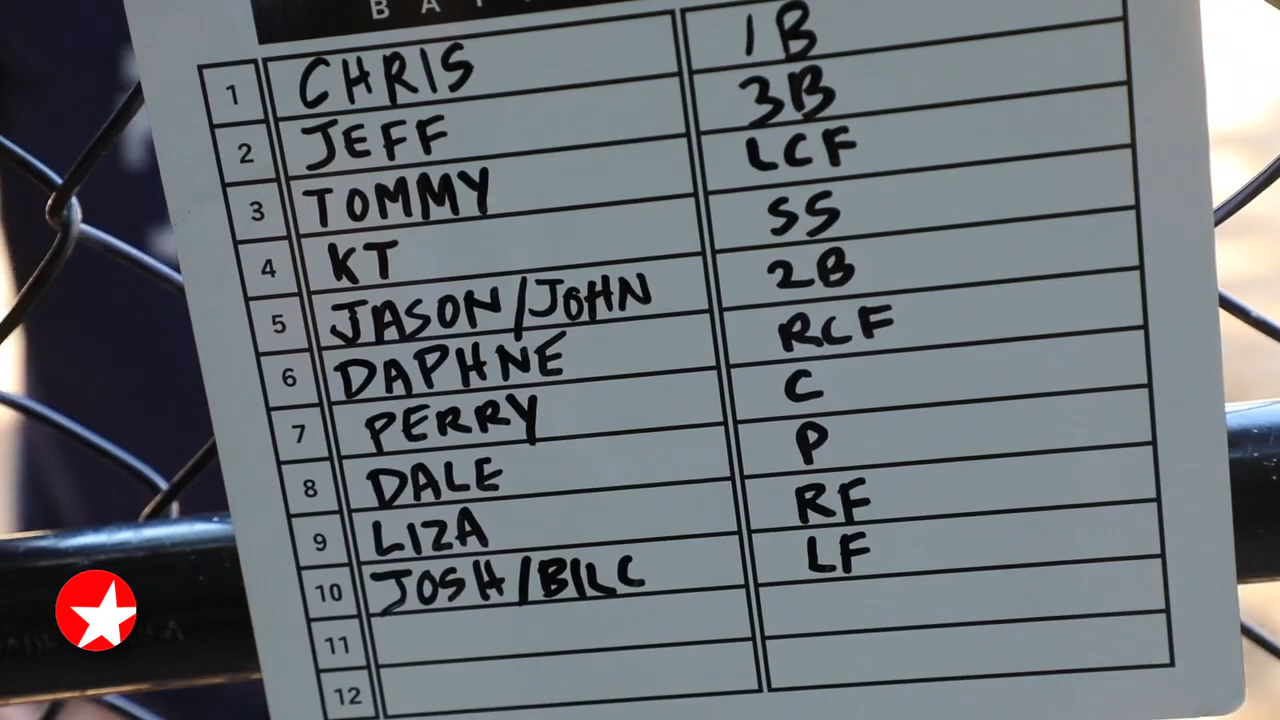 BAT
1 CHRIS 1B
2 JEFF 3B
3 TOMMY LCF
4 KT SS
5 JASON/JOHN 2B
6 DAPHNE RCF
7 PERRY C
8 DALE P
9 LIZA RF
10 JOSH/BILL LF
11
12